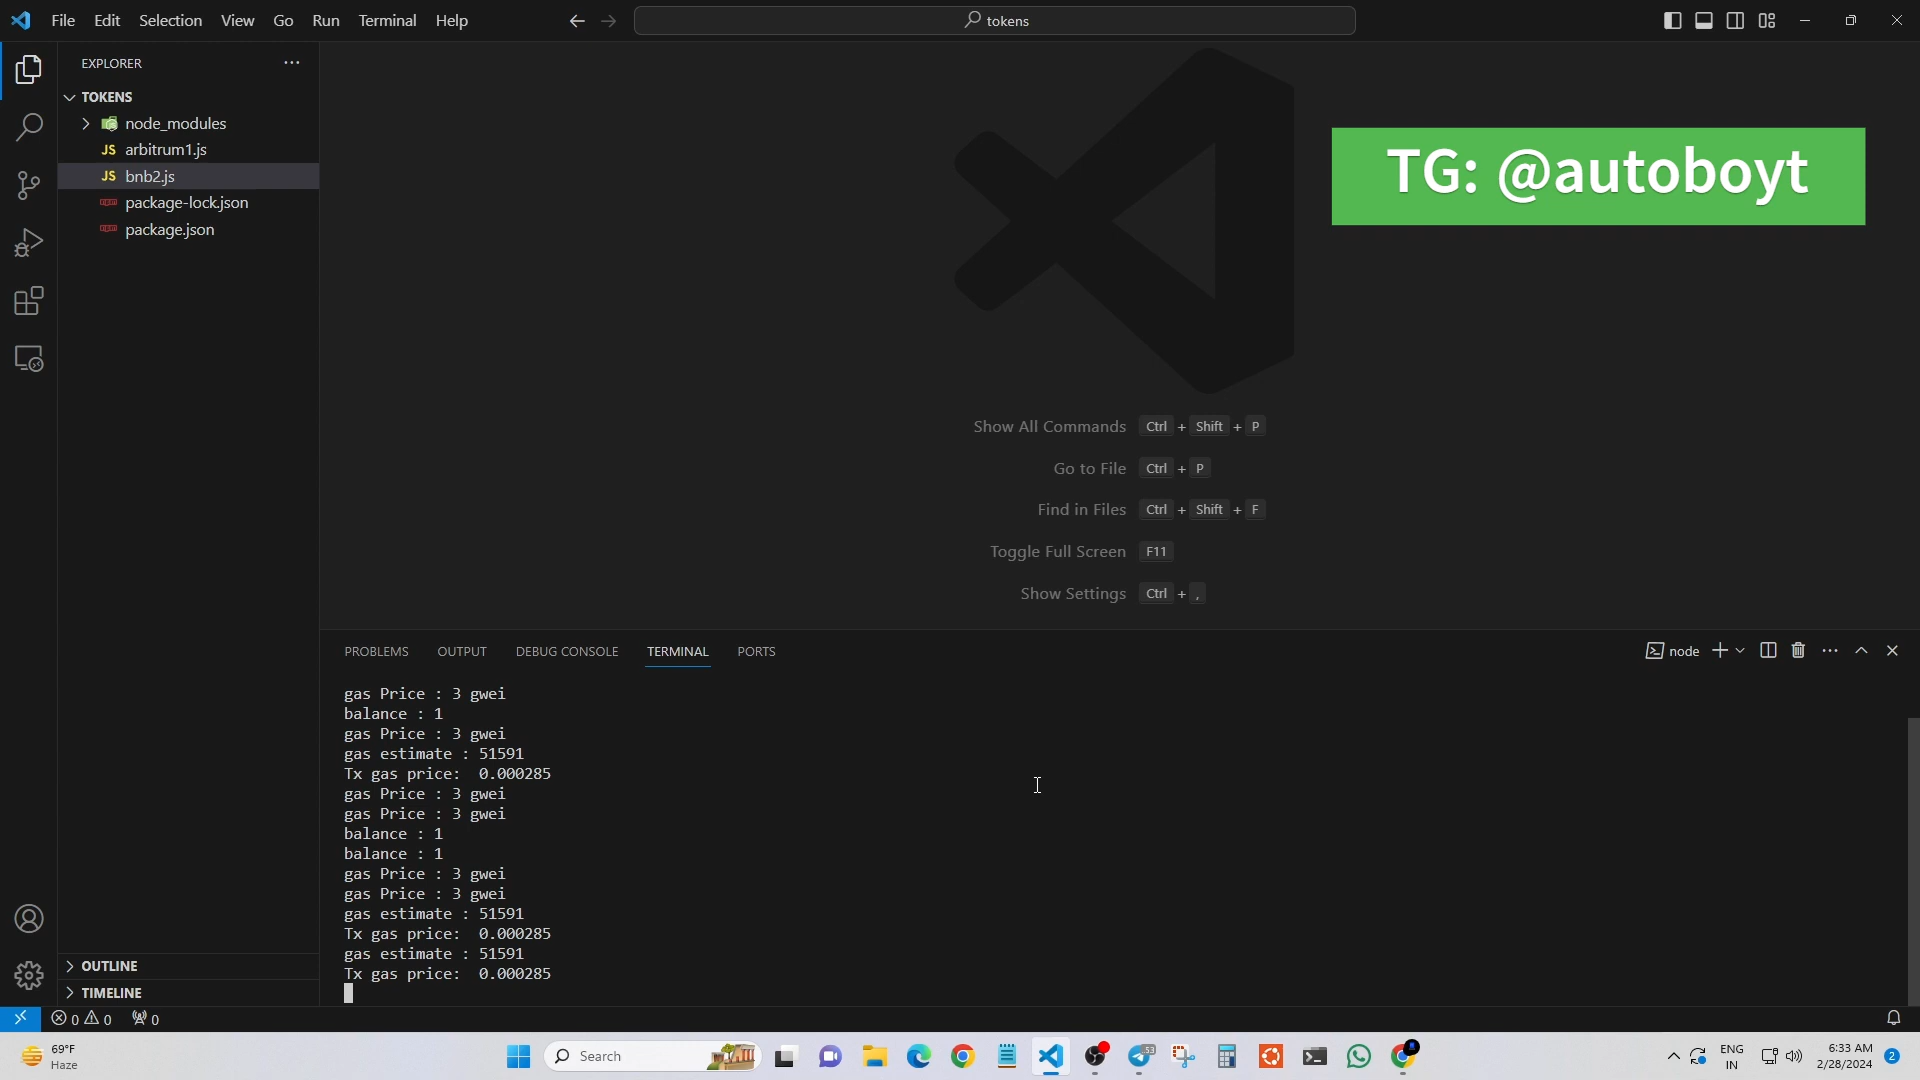 File Edit Selection View Go Run Terminal Help
tokens
EXPLORER
TOKENS
node_modules
JS arbitrum1.js
JS bnb2.js
package-lock.json
package.json
TG: @autoboyt
Show All Commands Ctrl + Shift + P
Go to File Ctrl + P
Find in Files Ctrl + Shift + F
Toggle Full Screen F11
Show Settings Ctrl + ,
PROBLEMS OUTPUT DEBUG CONSOLE TERMINAL PORTS
node
gas Price : 3 gwei
balance : 1
gas Price : 3 gwei
gas estimate : 51591
Tx gas price:  0.000285
gas Price : 3 gwei
gas Price : 3 gwei
balance : 1
balance : 1
gas Price : 3 gwei
gas Price : 3 gwei
gas estimate : 51591
Tx gas price:  0.000285
gas estimate : 51591
Tx gas price:  0.000285
OUTLINE
TIMELINE
0 0 0
69°F
Haze
Search
53
ENG
IN
6:33 AM
2/28/2024
2